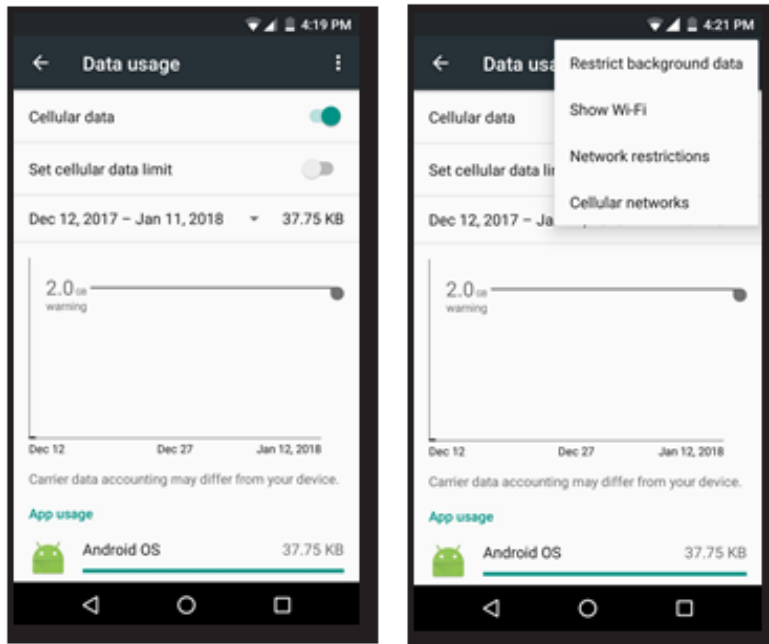 4:19 PM
Data usage
Cellular data
Set cellular data limit
Dec 12, 2017 – Jan 11, 2018 37.75 KB
2.0 GB
warning
Dec 12 Dec 27 Jan 12, 2018
Carrier data accounting may differ from your device.
App usage
Android OS 37.75 KB
4:21 PM
Data usa
Restrict background data
Show Wi-Fi
Network restrictions
Cellular networks
Cellular data
Set cellular data li
Dec 12, 2017 – Ja
2.0 GB
warning
Dec 12 Dec 27 Jan 12, 2018
Carrier data accounting may differ from your device.
App usage
Android OS 37.75 KB